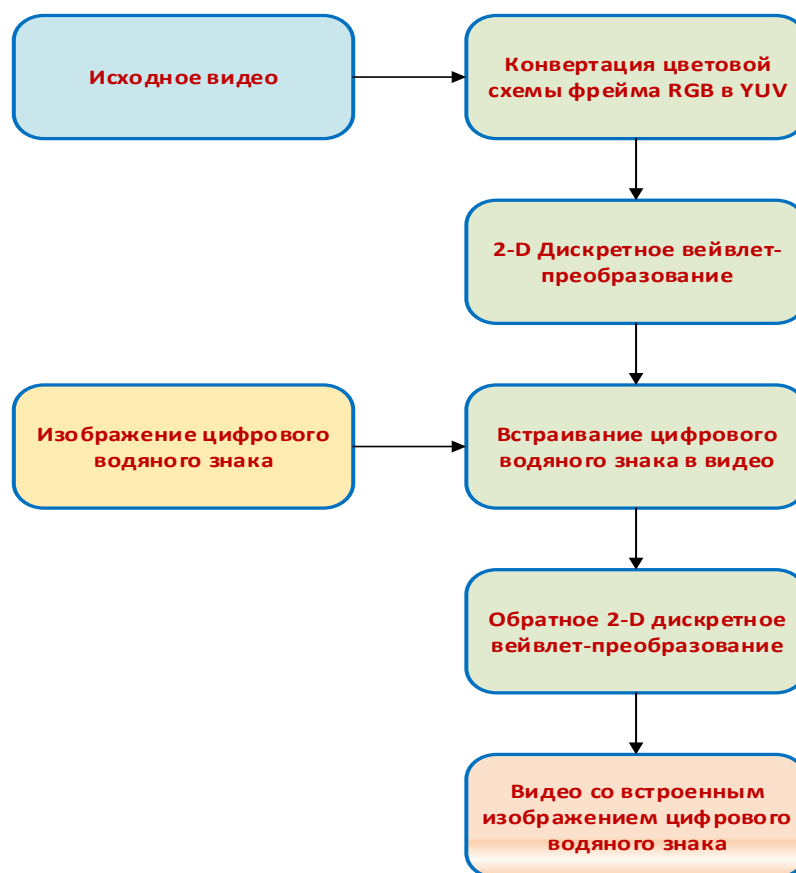 Исходное видео
Конвертация цветовой
схемы фрейма RGB в YUV
2-D Дискретное вейвлет-
преобразование
Изображение цифрового
водяного знака
Встраивание цифрового
водяного знака в видео
Обратное 2-D дискретное
вейвлет-преобразование
Видео со встроенным
изображением цифрового
водяного знака